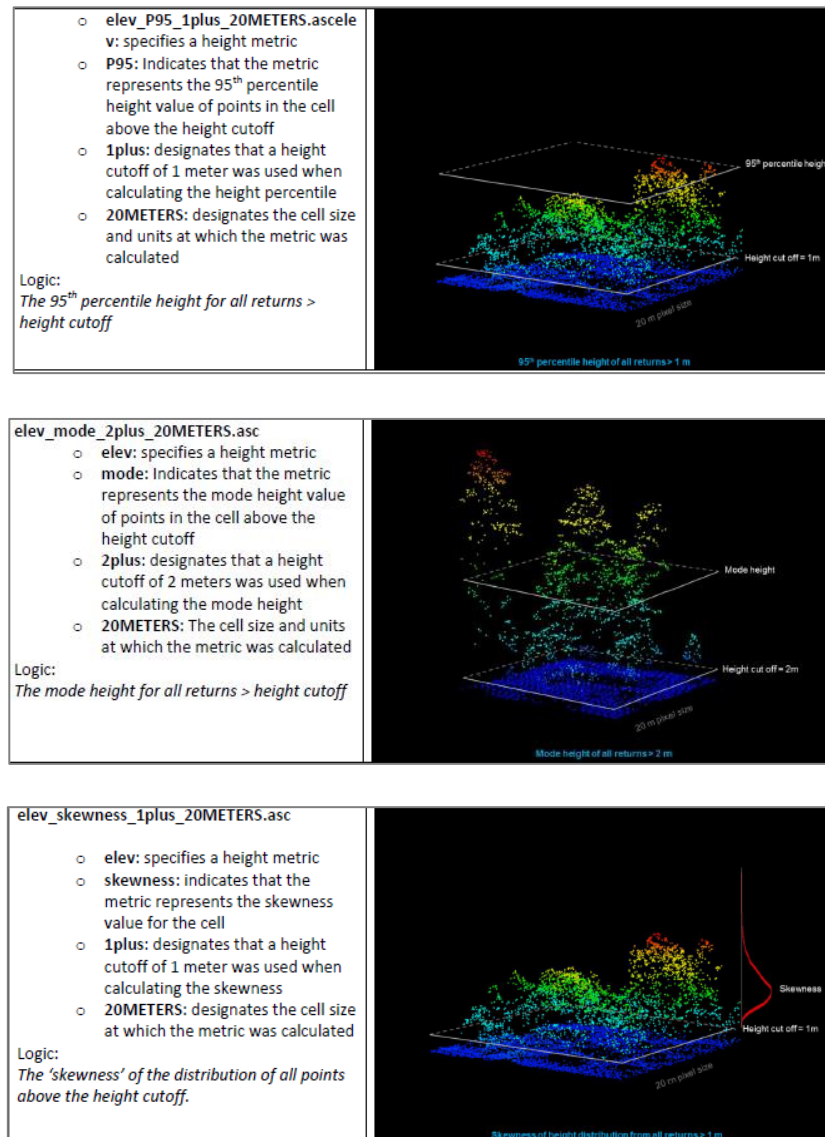 o elev_P95_1plus_20METERS.ascele
v: specifies a height metric
o P95: Indicates that the metric
represents the 95th percentile
height value of points in the cell
above the height cutoff
o 1plus: designates that a height
cutoff of 1 meter was used when
calculating the height percentile
o 20METERS: designates the cell size
and units at which the metric was
calculated
Logic:
The 95th percentile height for all returns >
height cutoff
95th percentile height
Height cut off = 1m
20 m pixel size
95th percentile height of all returns > 1 m
elev_mode_2plus_20METERS.asc
o elev: specifies a height metric
o mode: Indicates that the metric
represents the mode height value
of points in the cell above the
height cutoff
o 2plus: designates that a height
cutoff of 2 meters was used when
calculating the mode height
o 20METERS: The cell size and units
at which the metric was calculated
Logic:
The mode height for all returns > height cutoff
Mode height
Height cut off = 2m
20 m pixel size
Mode height of all returns > 2 m
elev_skewness_1plus_20METERS.asc
o elev: specifies a height metric
o skewness: indicates that the
metric represents the skewness
value for the cell
o 1plus: designates that a height
cutoff of 1 meter was used when
calculating the skewness
o 20METERS: designates the cell size
at which the metric was calculated
Logic:
The ‘skewness’ of the distribution of all points
above the height cutoff.
Skewness
Height cut off = 1m
20 m pixel size
Skewness of height distribution from all returns > 1 m